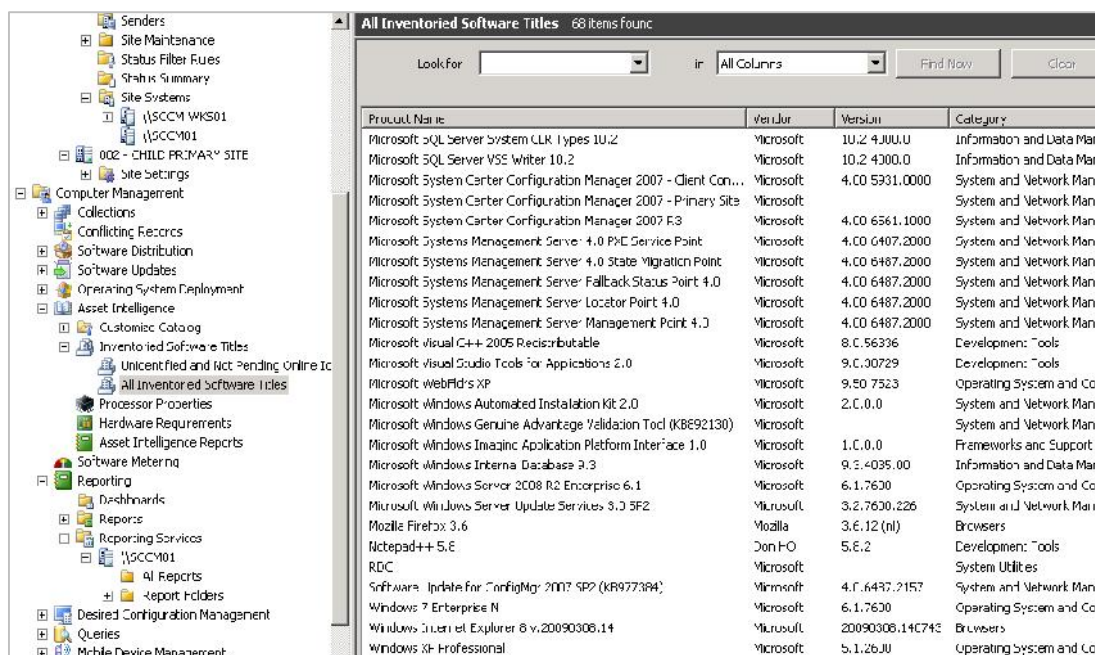 Senders
Site Maintenance
Status Filter Rules
Status Summary
Site Systems
\\SCCM-WKS01
\\SCCM01
002 - CHILD PRIMARY SITE
Site Settings
Computer Management
Collections
Conflicting Records
Software Distribution
Software Updates
Operating System Deployment
Asset Intelligence
Customize Catalog
Inventoried Software Titles
Unidentified and Not Pending Online Ic
All Inventoried Software Titles
Processor Properties
Hardware Requirements
Asset Intelligence Reports
Software Metering
Reporting
Dashboards
Reports
Reporting Services
\\SCCM01
All Reports
Report Folders
Desired Configuration Management
Queries
Mobile Device Management
All Inventoried Software Titles 68 items found
Look for in All Columns Find Now Clear
Product Name Vendor Version Category
Microsoft SQL Server System CLR Types 10.2 Microsoft 10.2.4000.0 Information and Data Mar
Microsoft SQL Server VSS Writer 10.2 Microsoft 10.2.4000.0 Information and Data Mar
Microsoft System Center Configuration Manager 2007 - Client Con... Microsoft 4.00.5931.0000 System and Network Man
Microsoft System Center Configuration Manager 2007 - Primary Site Microsoft System and Network Man
Microsoft System Center Configuration Manager 2007 R3 Microsoft 4.00.6561.1000 System and Network Man
Microsoft Systems Management Server 4.0 PXE Service Point Microsoft 4.00.6487.2000 System and Network Man
Microsoft Systems Management Server 4.0 State Migration Point Microsoft 4.00.6487.2000 System and Network Man
Microsoft Systems Management Server Fallback Status Point 4.0 Microsoft 4.00.6487.2000 System and Network Man
Microsoft Systems Management Server Locator Point 4.0 Microsoft 4.00.6487.2000 System and Network Man
Microsoft Systems Management Server Management Point 4.0 Microsoft 4.00.6487.2000 System and Network Man
Microsoft Visual C++ 2005 Redistributable Microsoft 8.0.56336 Development Tools
Microsoft Visual Studio Tools for Applications 2.0 Microsoft 9.0.30729 Development Tools
Microsoft WebFldrs XP Microsoft 9.50.7523 Operating System and Co
Microsoft Windows Automated Installation Kit 2.0 Microsoft 2.0.0.0 System and Network Man
Microsoft Windows Genuine Advantage Validation Tool (KB892130) Microsoft System and Network Man
Microsoft Windows Imaging Application Platform Interface 1.0 Microsoft 1.0.0.0 Frameworks and Support
Microsoft Windows Internal Database 9.3 Microsoft 9.3.4035.00 Information and Data Mar
Microsoft Windows Server 2008 R2 Enterprise 6.1 Microsoft 6.1.7600 Operating System and Co
Microsoft Windows Server Update Services 3.0 SP2 Microsoft 3.2.7600.226 System and Network Man
Mozilla Firefox 3.6 Mozilla 3.6.12 (nl) Browsers
Notepad++ 5.8 Don HO 5.8.2 Development Tools
RDC Microsoft System Utilities
Software Update for ConfigMgr 2007 SP2 (KB977384) Microsoft 4.0.6487.2157 System and Network Man
Windows 7 Enterprise N Microsoft 6.1.7600 Operating System and Co
Windows Internet Explorer 8 v.20090308.14 Microsoft 20090308.140743 Browsers
Windows XP Professional Microsoft 5.1.2600 Operating System and Co